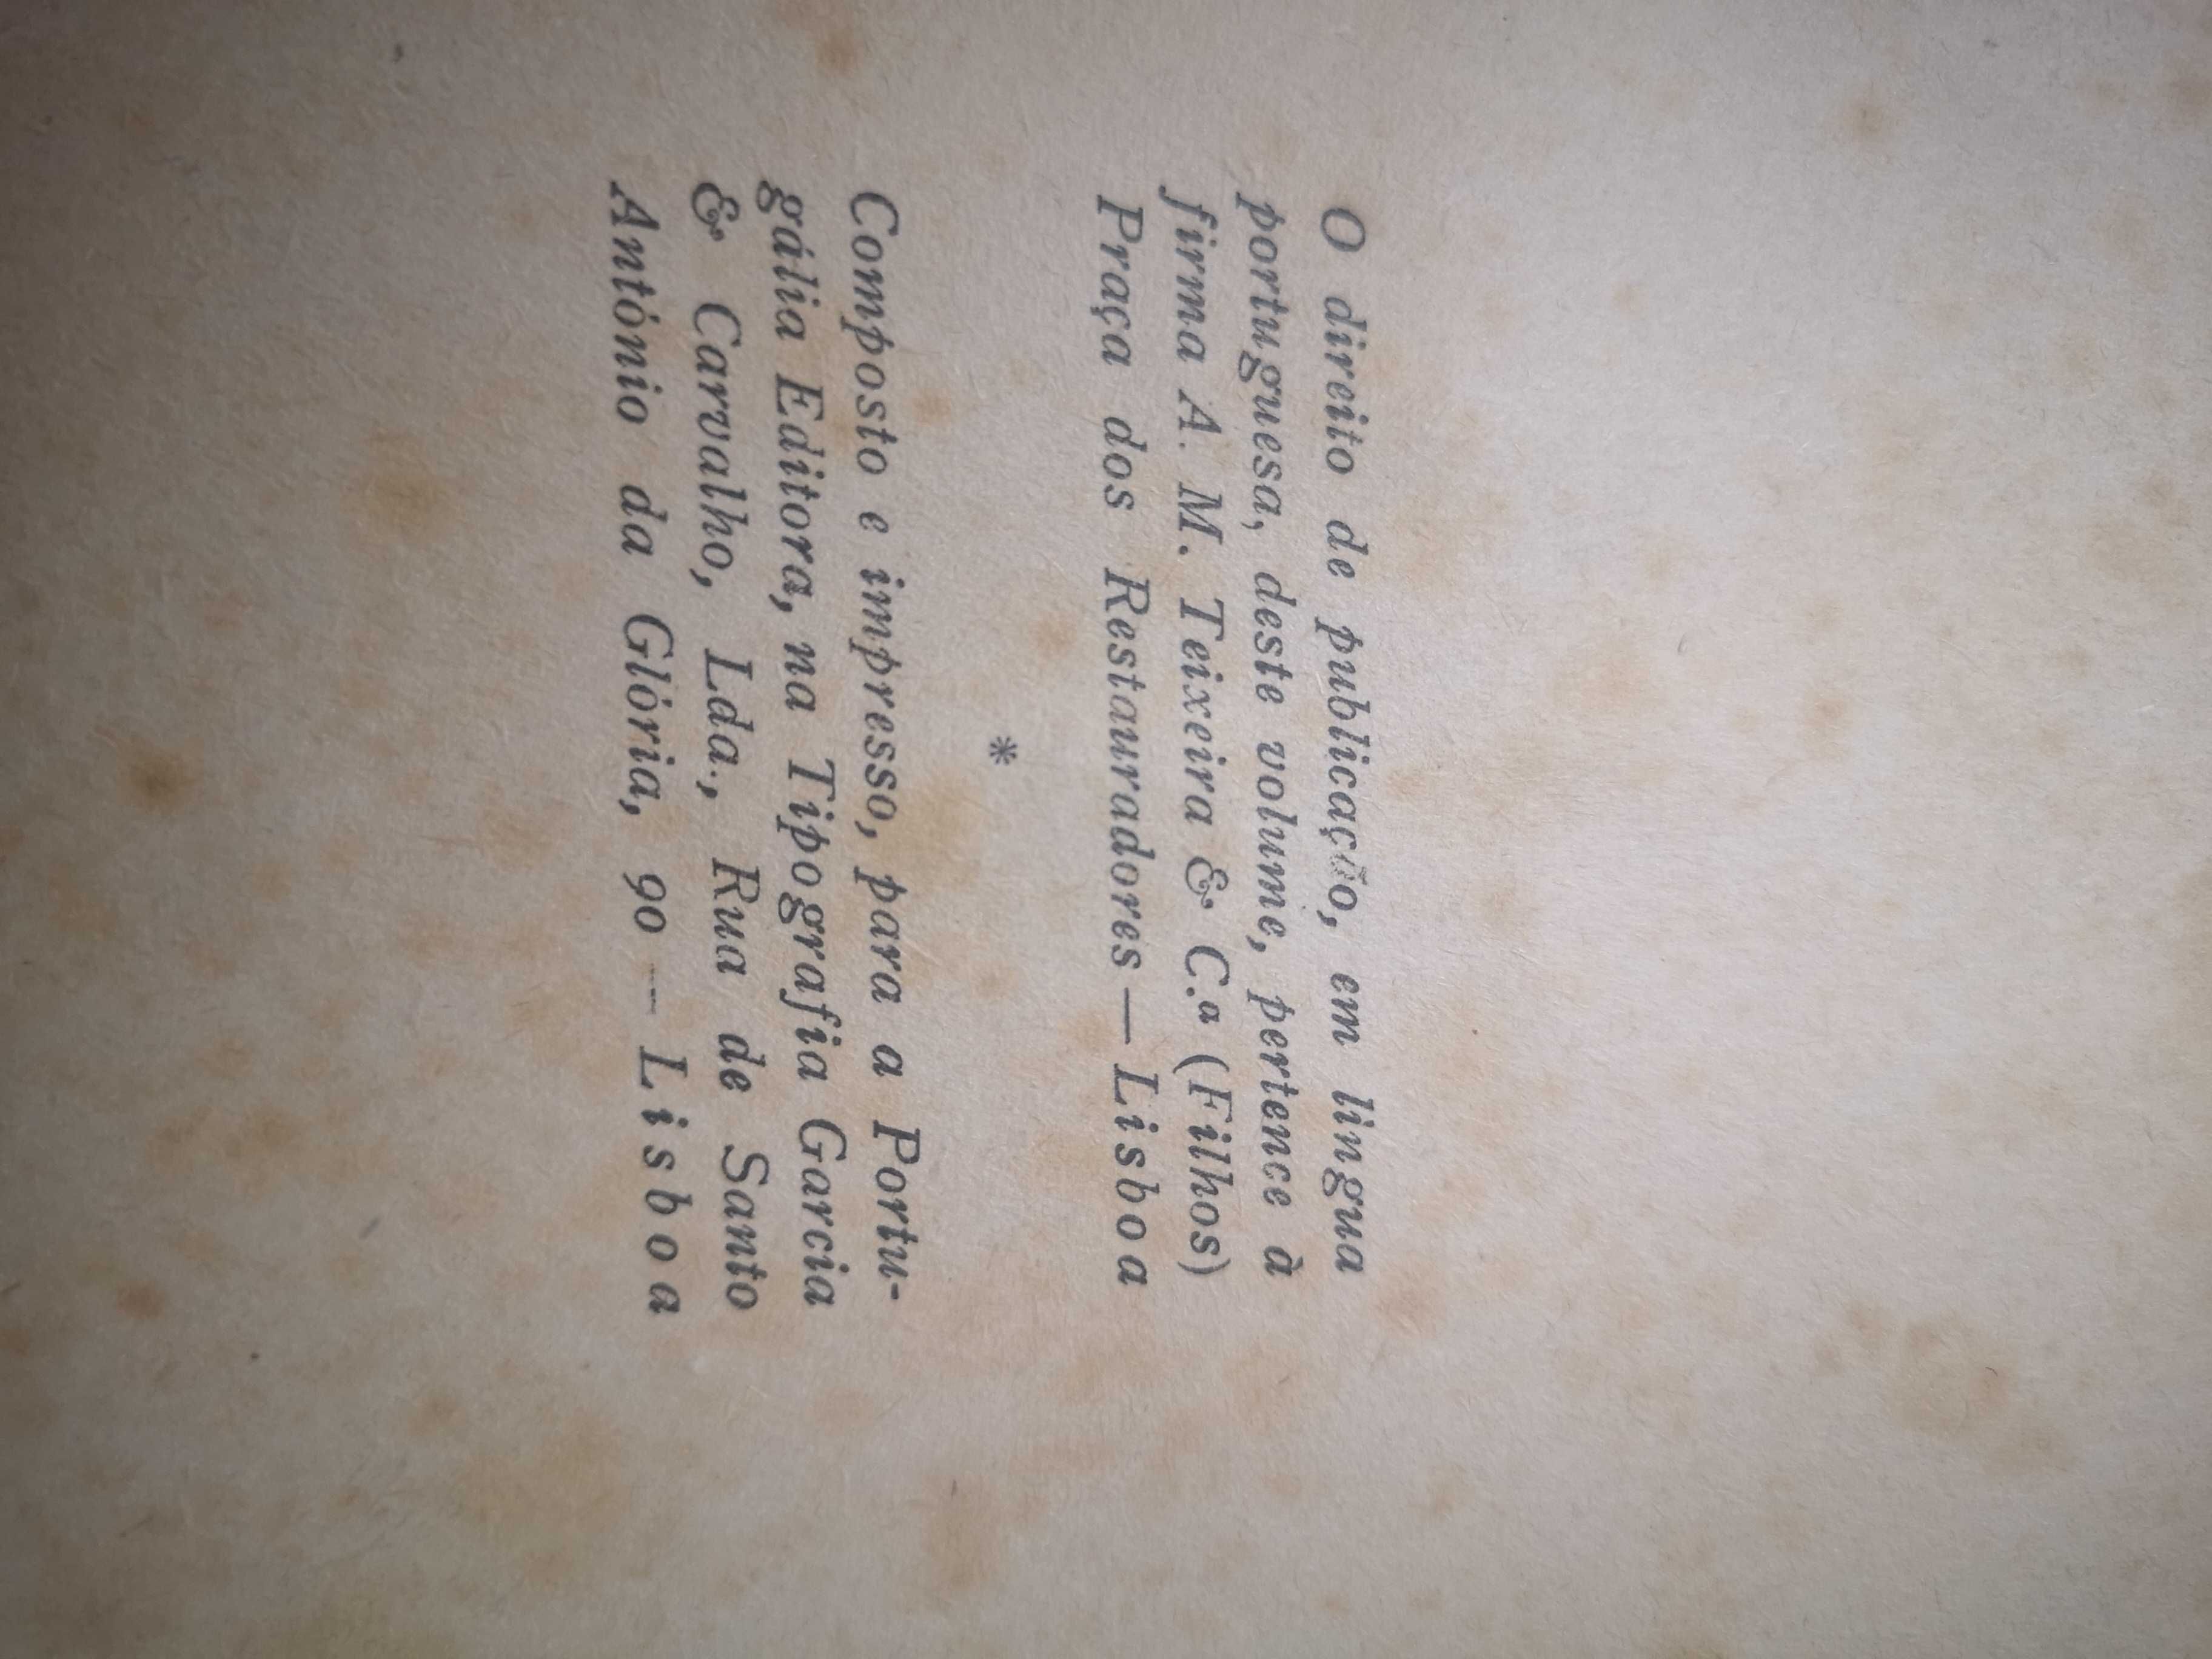 O direito de publicação, em lingua
portuguesa, deste volume, pertence à
firma A. M. Teixeira & C.ª (Filhos)
Praça dos Restauradores — Lisboa
*
Composto e impresso, para a Portu-
gália Editora, na Tipografia Garcia
& Carvalho, Lda., Rua de Santo
António da Glória, 90 — Lisboa